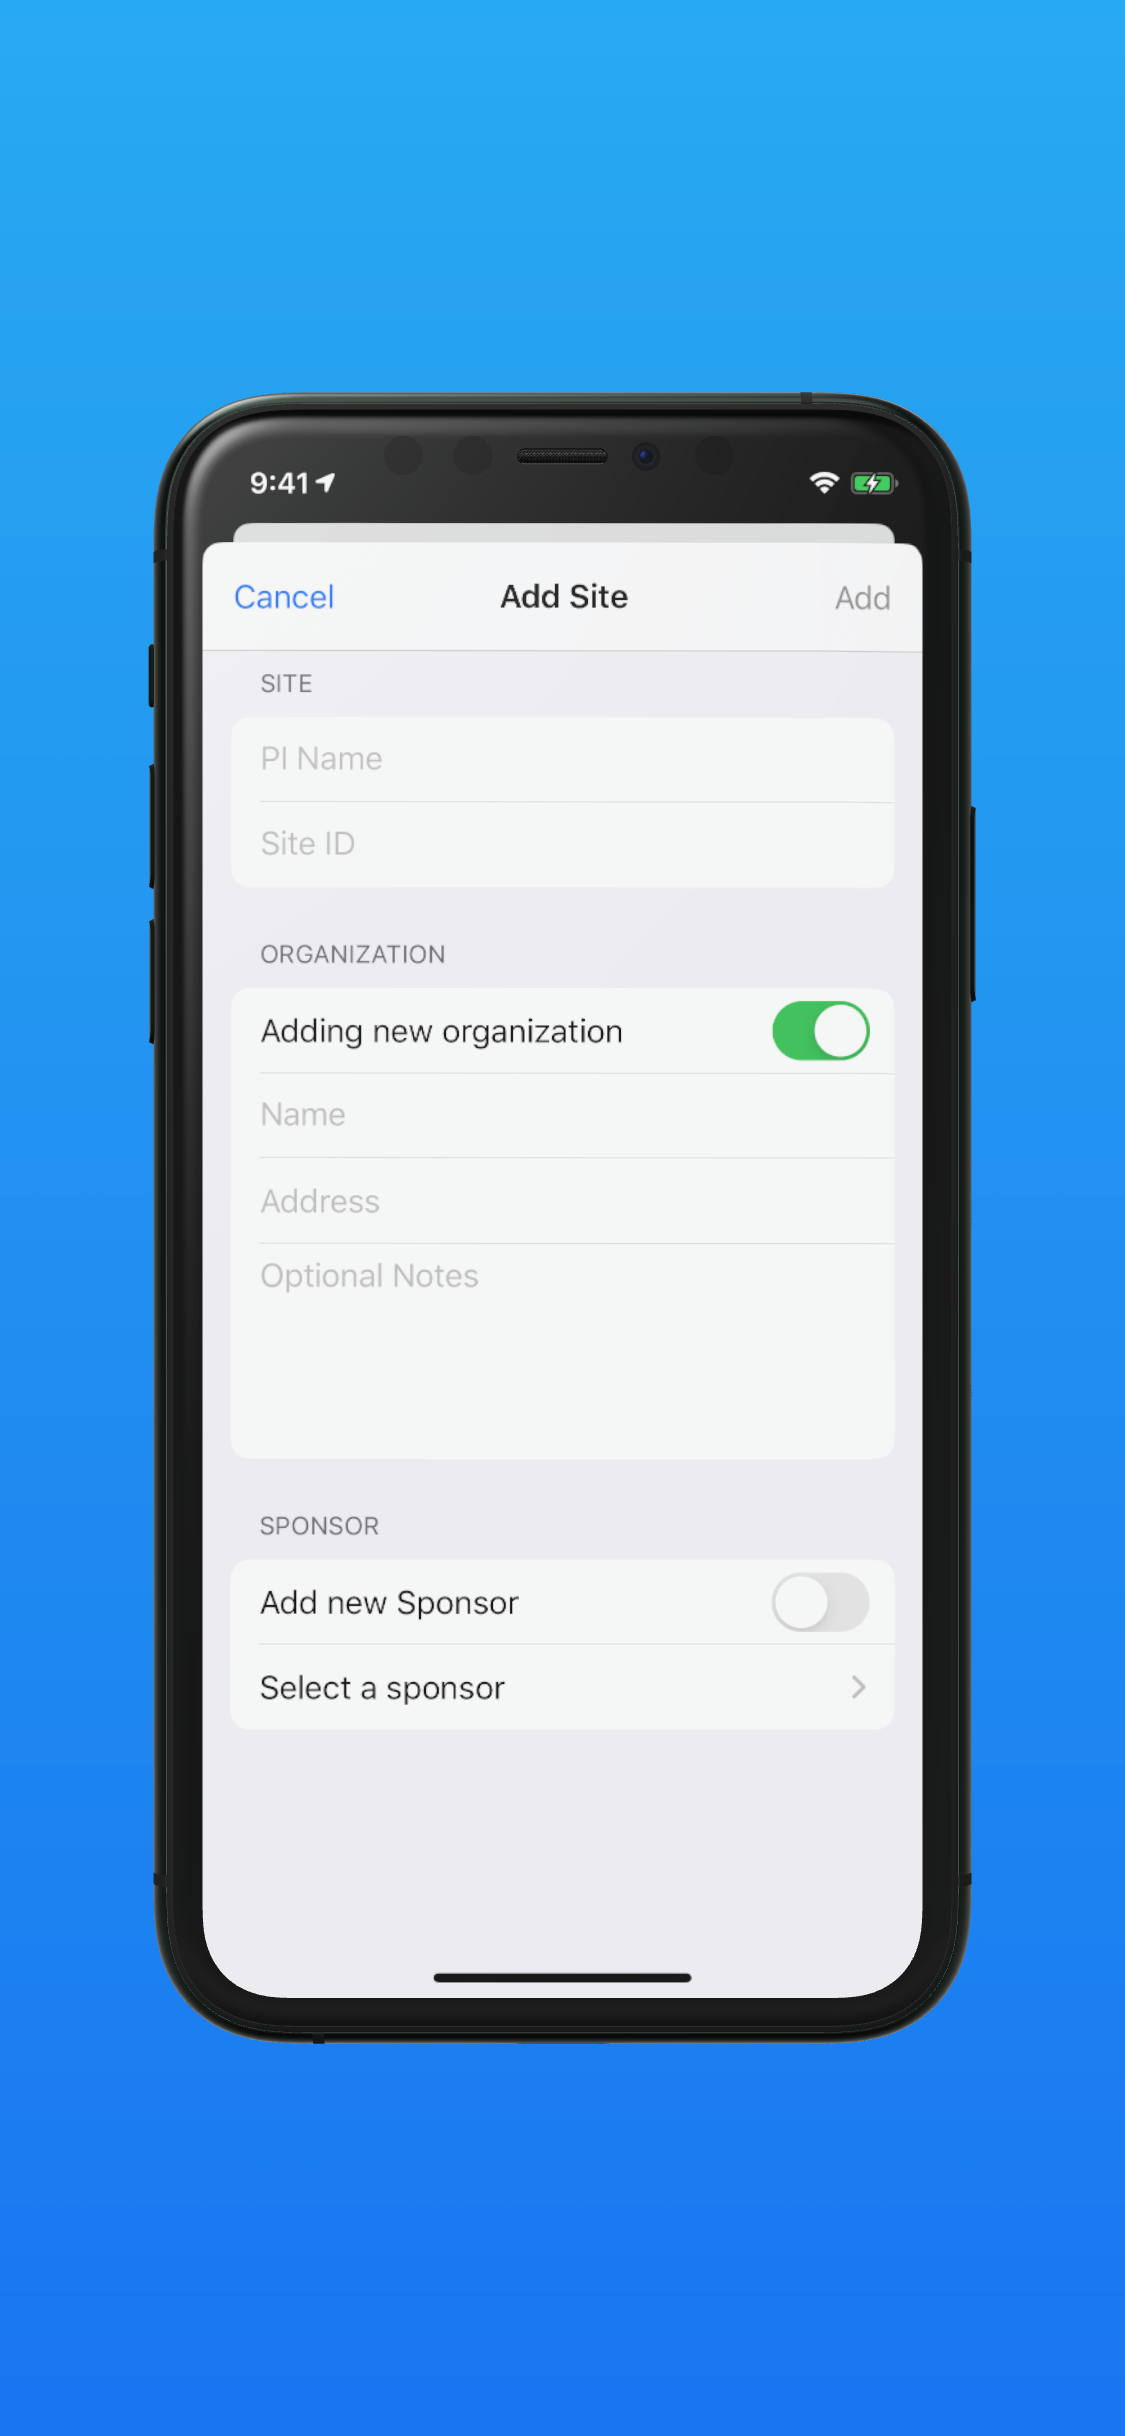 9:41
Cancel
Add Site
Add
SITE
PI Name
Site ID
ORGANIZATION
Adding new organization
Name
Address
Optional Notes
SPONSOR
Add new Sponsor
Select a sponsor